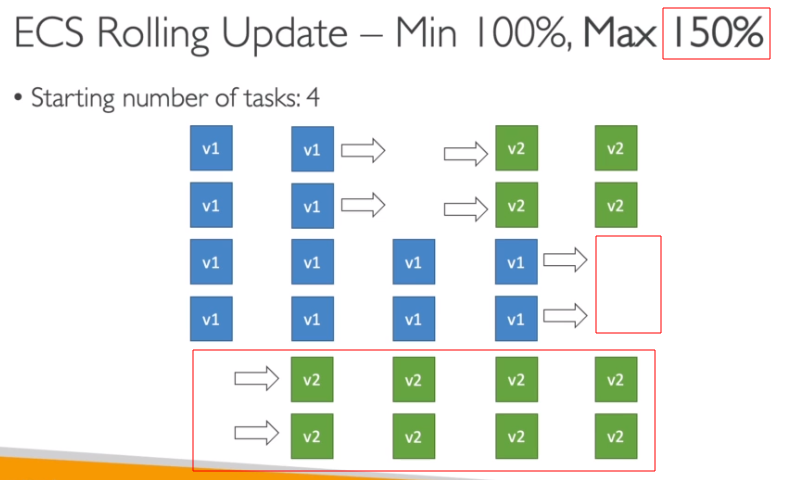 ECS Rolling Update – Min 100%, Max 150%
• Starting number of tasks: 4
v1 v1 v2 v2
v1 v1 v2 v2
v1 v1 v1 v1
v1 v1 v1 v1
v2 v2 v2 v2
v2 v2 v2 v2